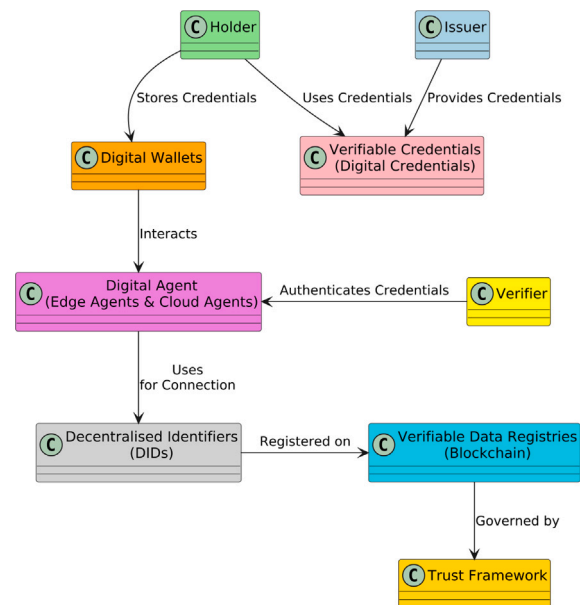 C Holder
C Issuer
Stores Credentials
Uses Credentials
Provides Credentials
C Digital Wallets
C Verifiable Credentials
(Digital Credentials)
Interacts
C Digital Agent
(Edge Agents & Cloud Agents)
Authenticates Credentials
C Verifier
Uses
for Connection
C Decentralised Identifiers
(DIDs)
Registered on
C Verifiable Data Registries
(Blockchain)
Governed by
C Trust Framework